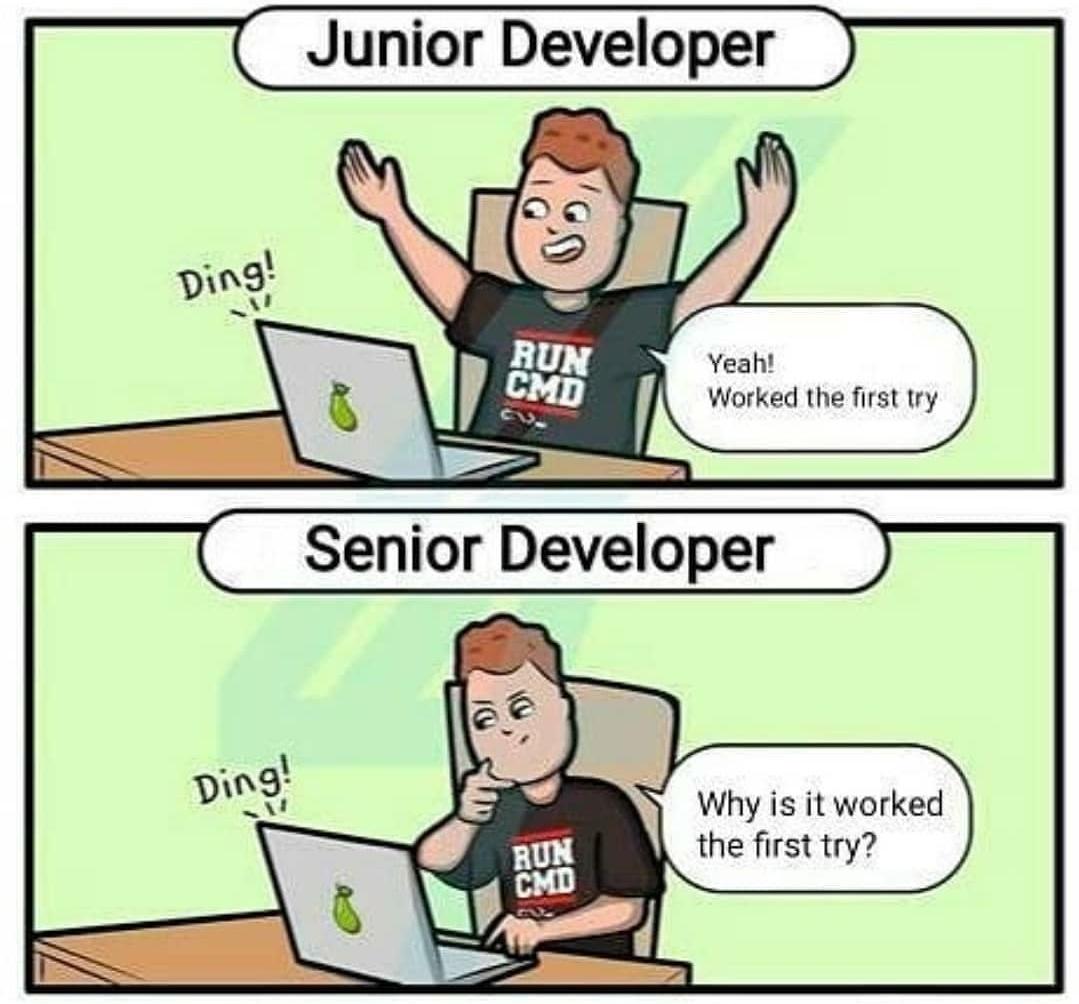 Junior Developer
Ding!
RUN
CMD
Yeah!
Worked the first try
Senior Developer
Ding!
RUN
CMD
Why is it worked
the first try?